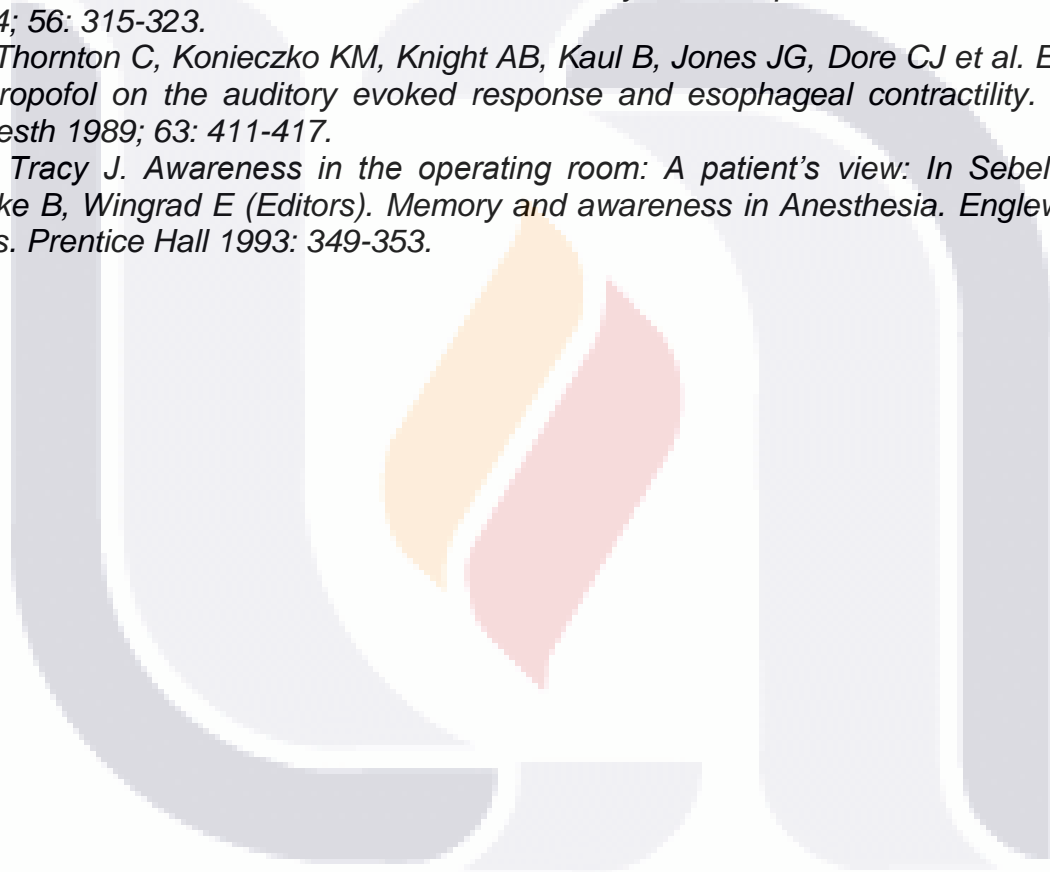 4; 56: 315-323.
Thornton C, Konieczko KM, Knight AB, Kaul B, Jones JG, Dore CJ et al. E
ropofol on the auditory evoked response and esophageal contractility.
esth 1989; 63: 411-417.
Tracy J. Awareness in the operating room: A patient’s view: In Sebel
ke B, Wingrad E (Editors). Memory and awareness in Anesthesia. Englew
s. Prentice Hall 1993: 349-353.